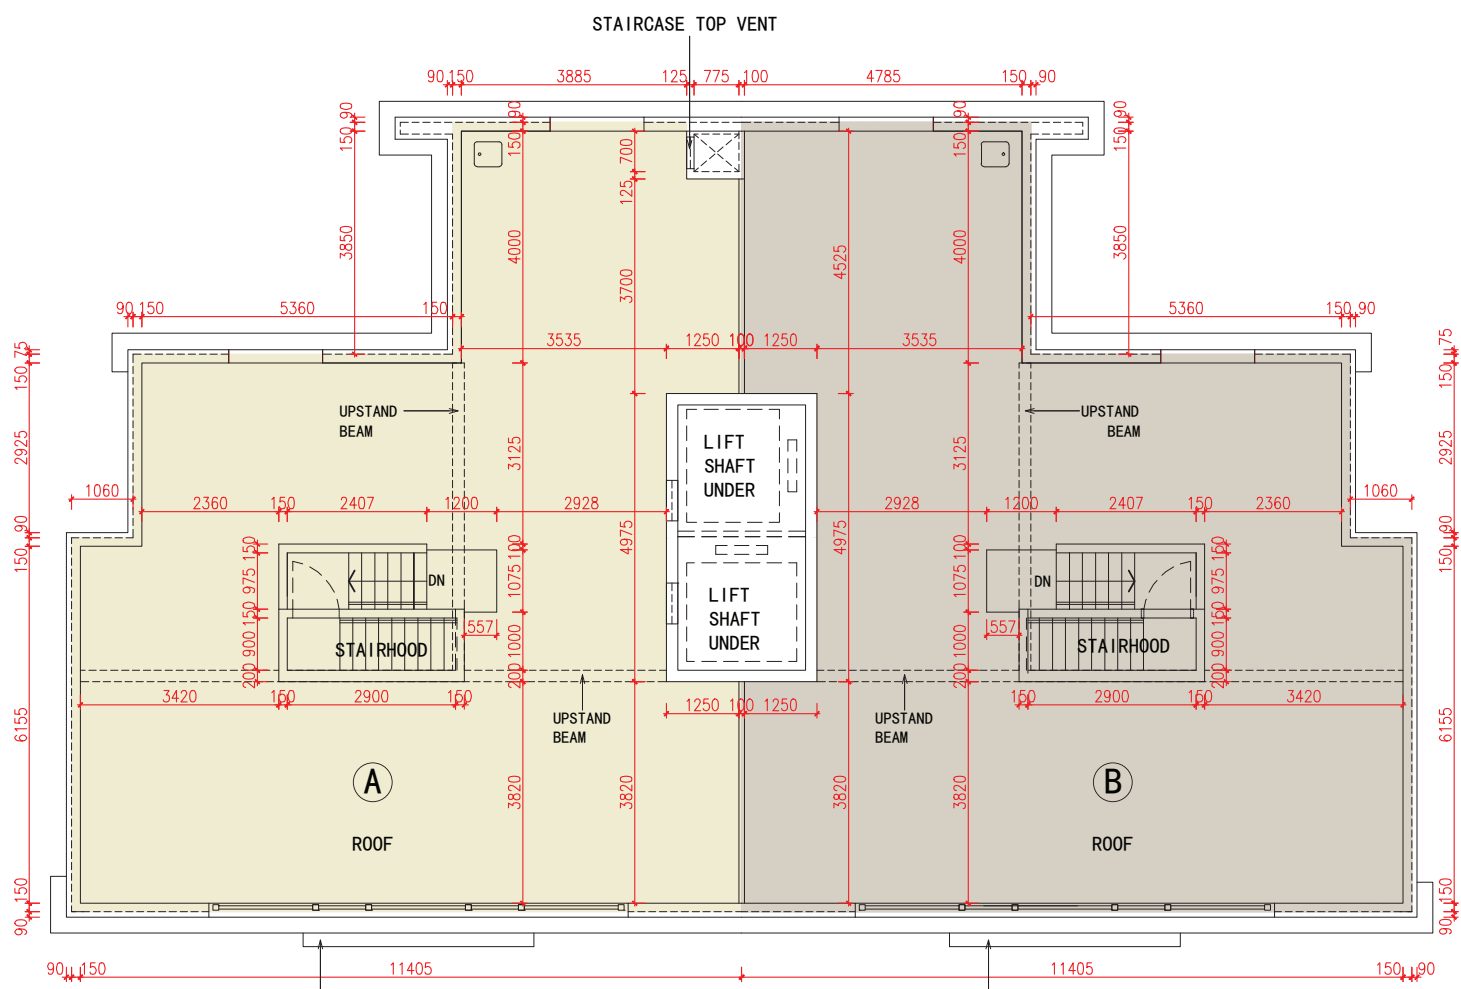 STAIRCASE TOP VENT
90 150 3885 125 775 100 4785 150 90
150 90 150 90 150 90 150 90
700
125
3850 4000 3700 4525 4000 3850
90 150 5360 150 5360 150 90
3535 1250 100 1250 3535
150 75 150 75
UPSTAND BEAM
UPSTAND BEAM
LIFT SHAFT UNDER
2925 3125 3125 2925
1060 2360 150 2407 1200 2928 2928 1200 2407 150 2360 1060
4975 4975
150 90 150 90
150 975 150 900 200
100 1075 1000 200
DN
STAIRHOOD
557
LIFT SHAFT UNDER
100 1075 1000 200
150 975 150 900 200
DN
STAIRHOOD
557
3420 150 2900 150 1250 100 1250 150 2900 150 3420
UPSTAND BEAM
UPSTAND BEAM
6155 3820 3820 3820 3820 6155
A
ROOF
B
ROOF
90 150 90 150
90 150 11405 11405 150 90